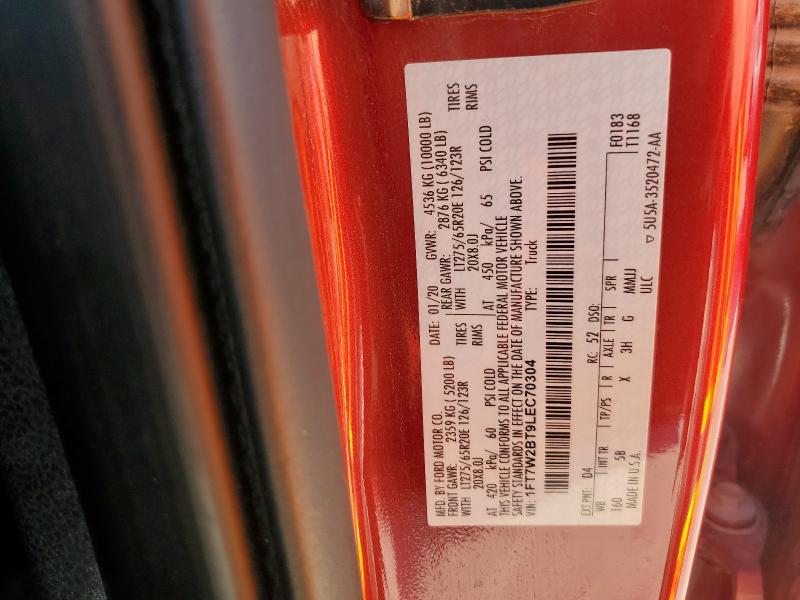 MFD. BY FORD MOTOR CO.
DATE: 01/20 GVWR: 4536 KG (10000 LB)
FRONT GAWR: 2359 KG ( 5200 LB) REAR GAWR: 2876 KG ( 6340 LB)
WITH LT275/65R20E 126/123R TIRES WITH LT275/65R20E 126/123R TIRES
20X8.0J RIMS 20X8.0J RIMS
AT 420 kPa/ 60 PSI COLD AT 450 kPa/ 65 PSI COLD
THIS VEHICLE CONFORMS TO ALL APPLICABLE FEDERAL MOTOR VEHICLE
SAFETY STANDARDS IN EFFECT ON THE DATE OF MANUFACTURE SHOWN ABOVE.
VIN: 1FT7W2BT9LEC70304 TYPE: Truck
EXT PNT: D4 RC: 52 DSO: F0183
WB INT TR TP/PS R AXLE TR SPR T1168
160 5B X 3H G MMJJ
MADE IN U.S.A. ULC 5U5A-3520472-AA